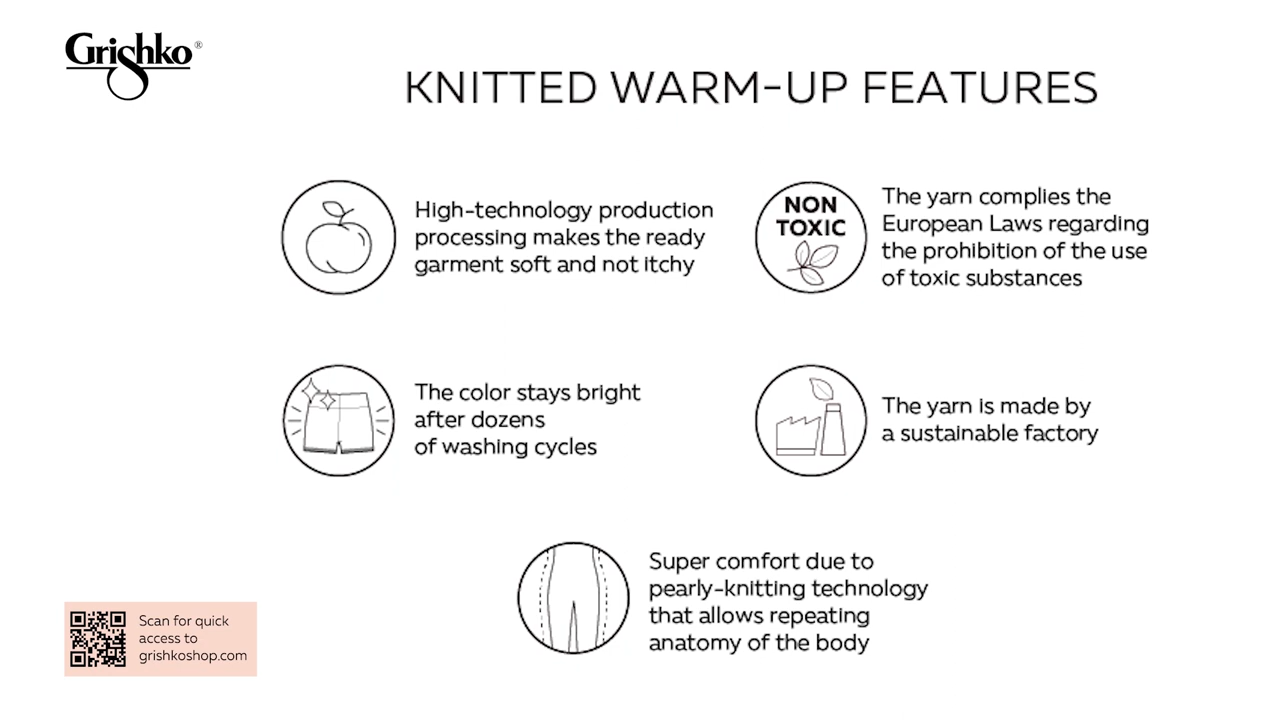 Grishko®
KNITTED WARM-UP FEATURES
High-technology production
processing makes the ready
garment soft and not itchy
NON
TOXIC
The yarn complies the
European Laws regarding
the prohibition of the use
of toxic substances
The color stays bright
after dozens
of washing cycles
The yarn is made by
a sustainable factory
Super comfort due to
pearly-knitting technology
that allows repeating
anatomy of the body
Scan for quick
access to
grishkoshop.com